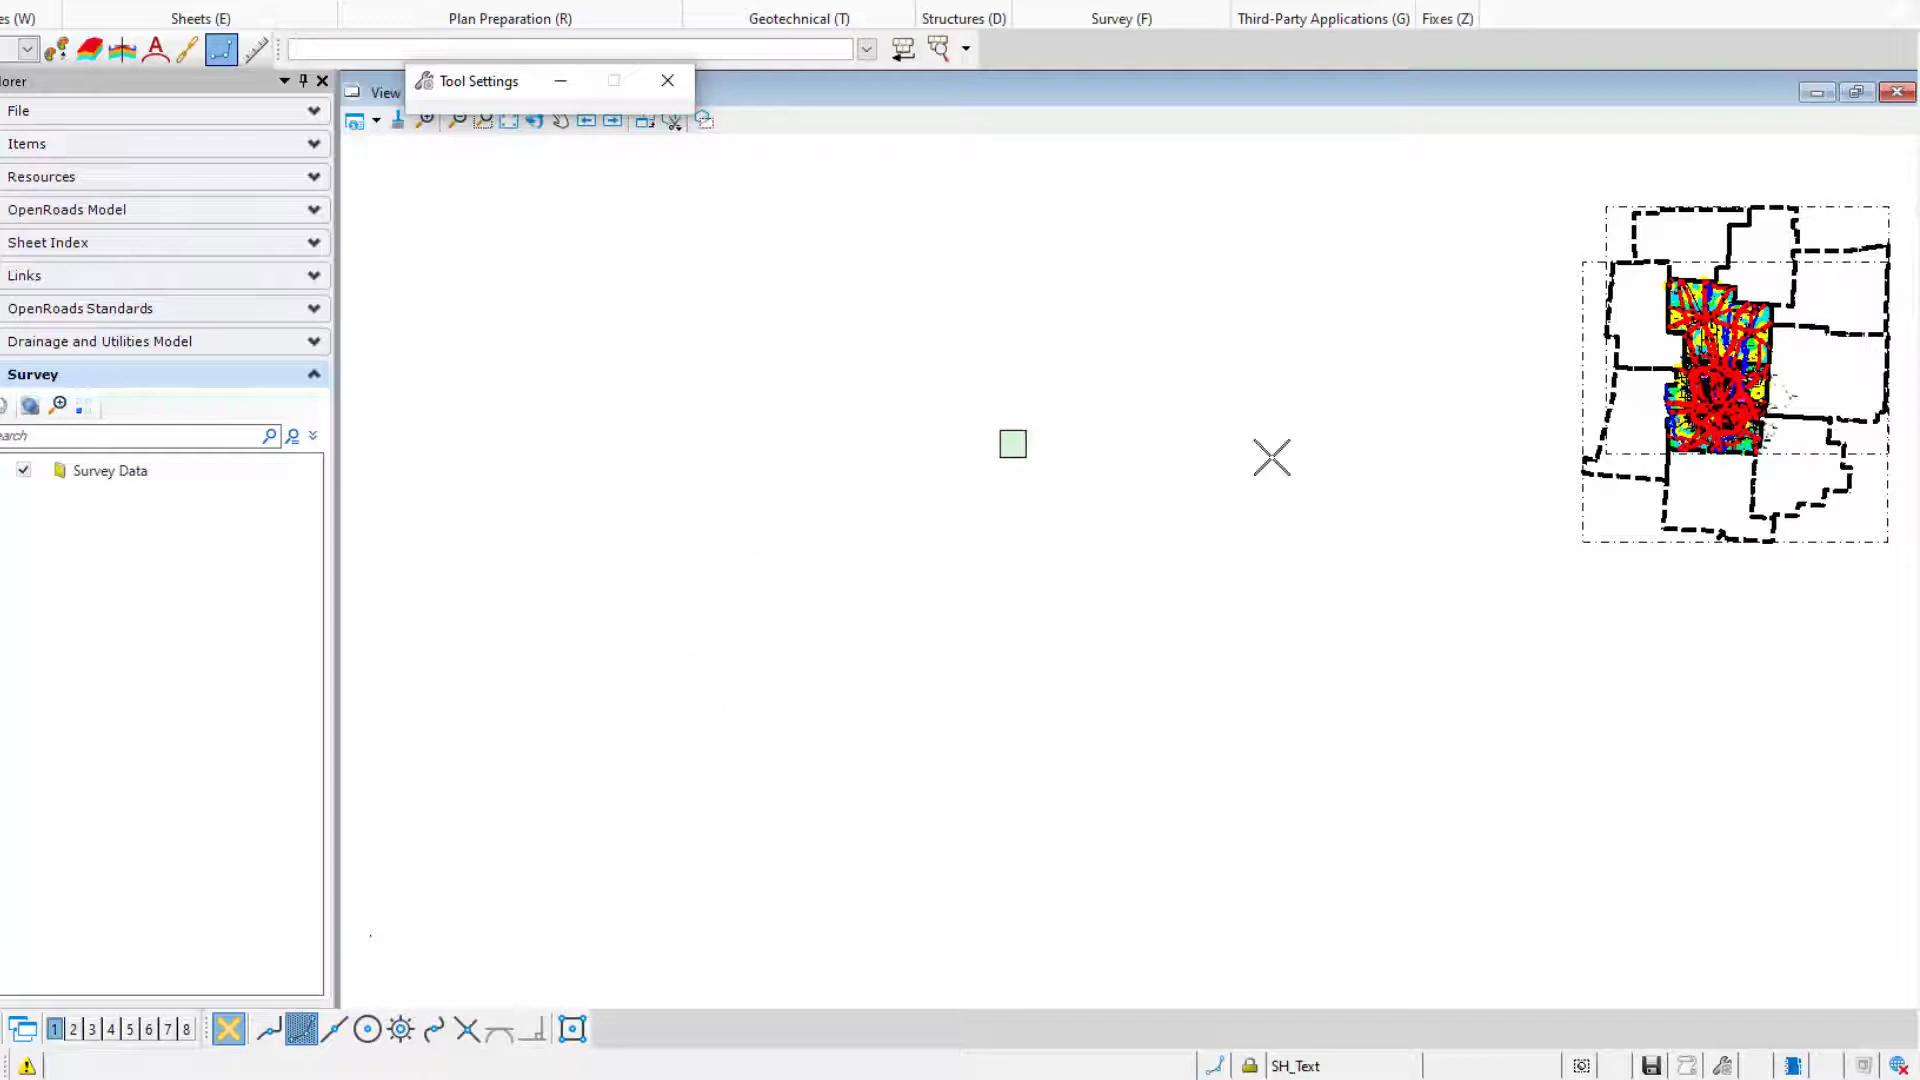 es (W) Sheets (E) Plan Preparation (R) Geotechnical (T) Structures (D) Survey (F) Third-Party Applications (G) Fixes (Z)
lorer
Tool Settings
View
File
Items
Resources
OpenRoads Model
Sheet Index
Links
OpenRoads Standards
Drainage and Utilities Model
Survey
earch
Survey Data
1 2 3 4 5 6 7 8
SH_Text